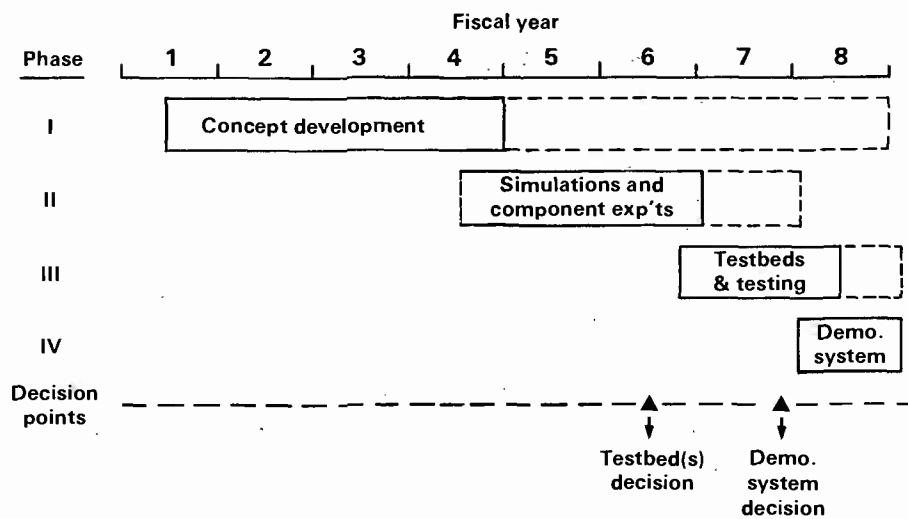 Fiscal year
Phase 1 2 3 4 5 6 7 8
I Concept development
II Simulations and
component exp'ts
III Testbeds
& testing
IV Demo.
system
Decision
points
Testbed(s)
decision
Demo.
system
decision